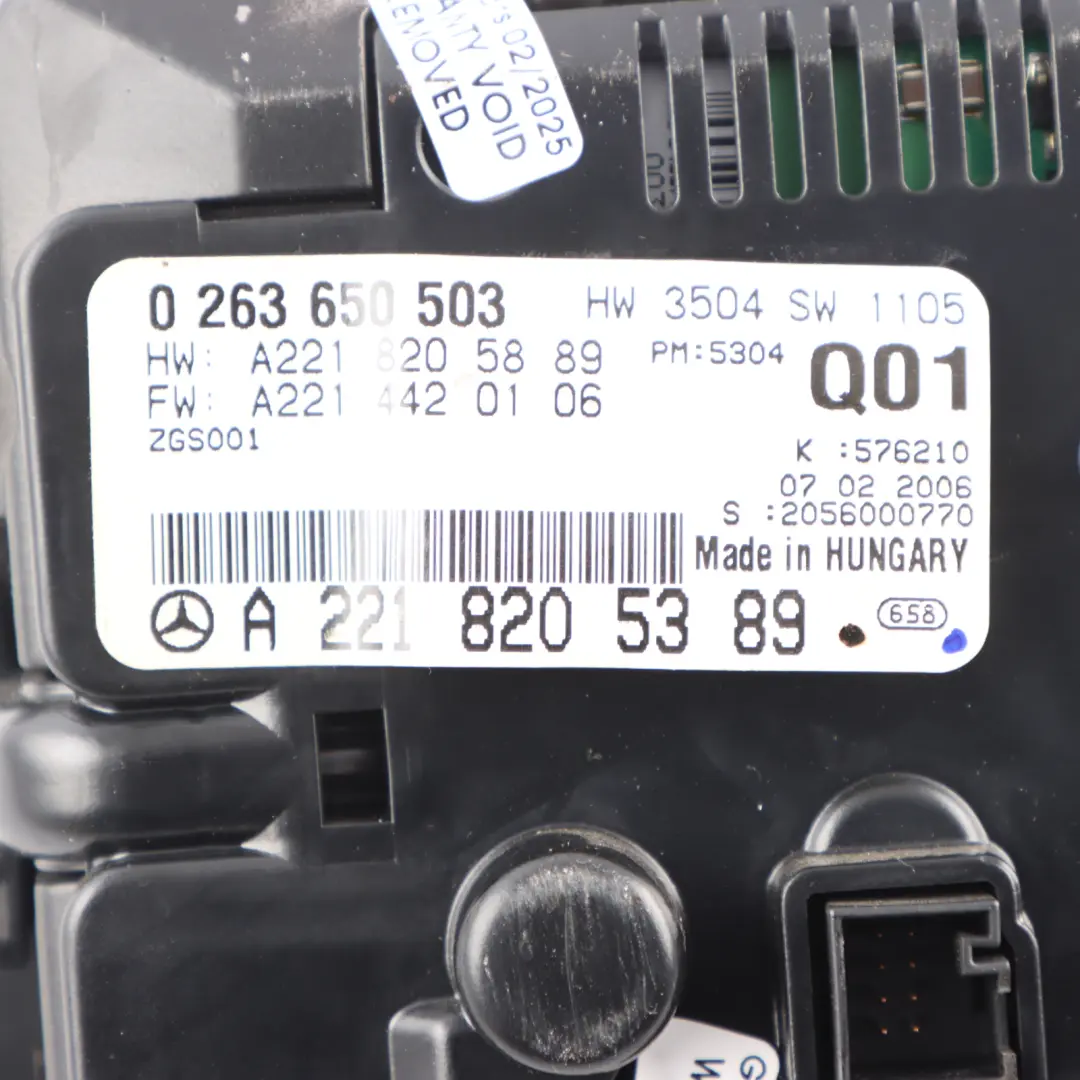 's 02/2025
NTY VOID
REMOVED
0 263 650 503
HW 3504 SW 1105
HW: A221 820 58 89
PM:5304
Q01
FW: A221 442 01 06
ZGS001
K :576210
07 02 2006
S :2056000770
Made in HUNGARY
A 221 820 53 89
658
G